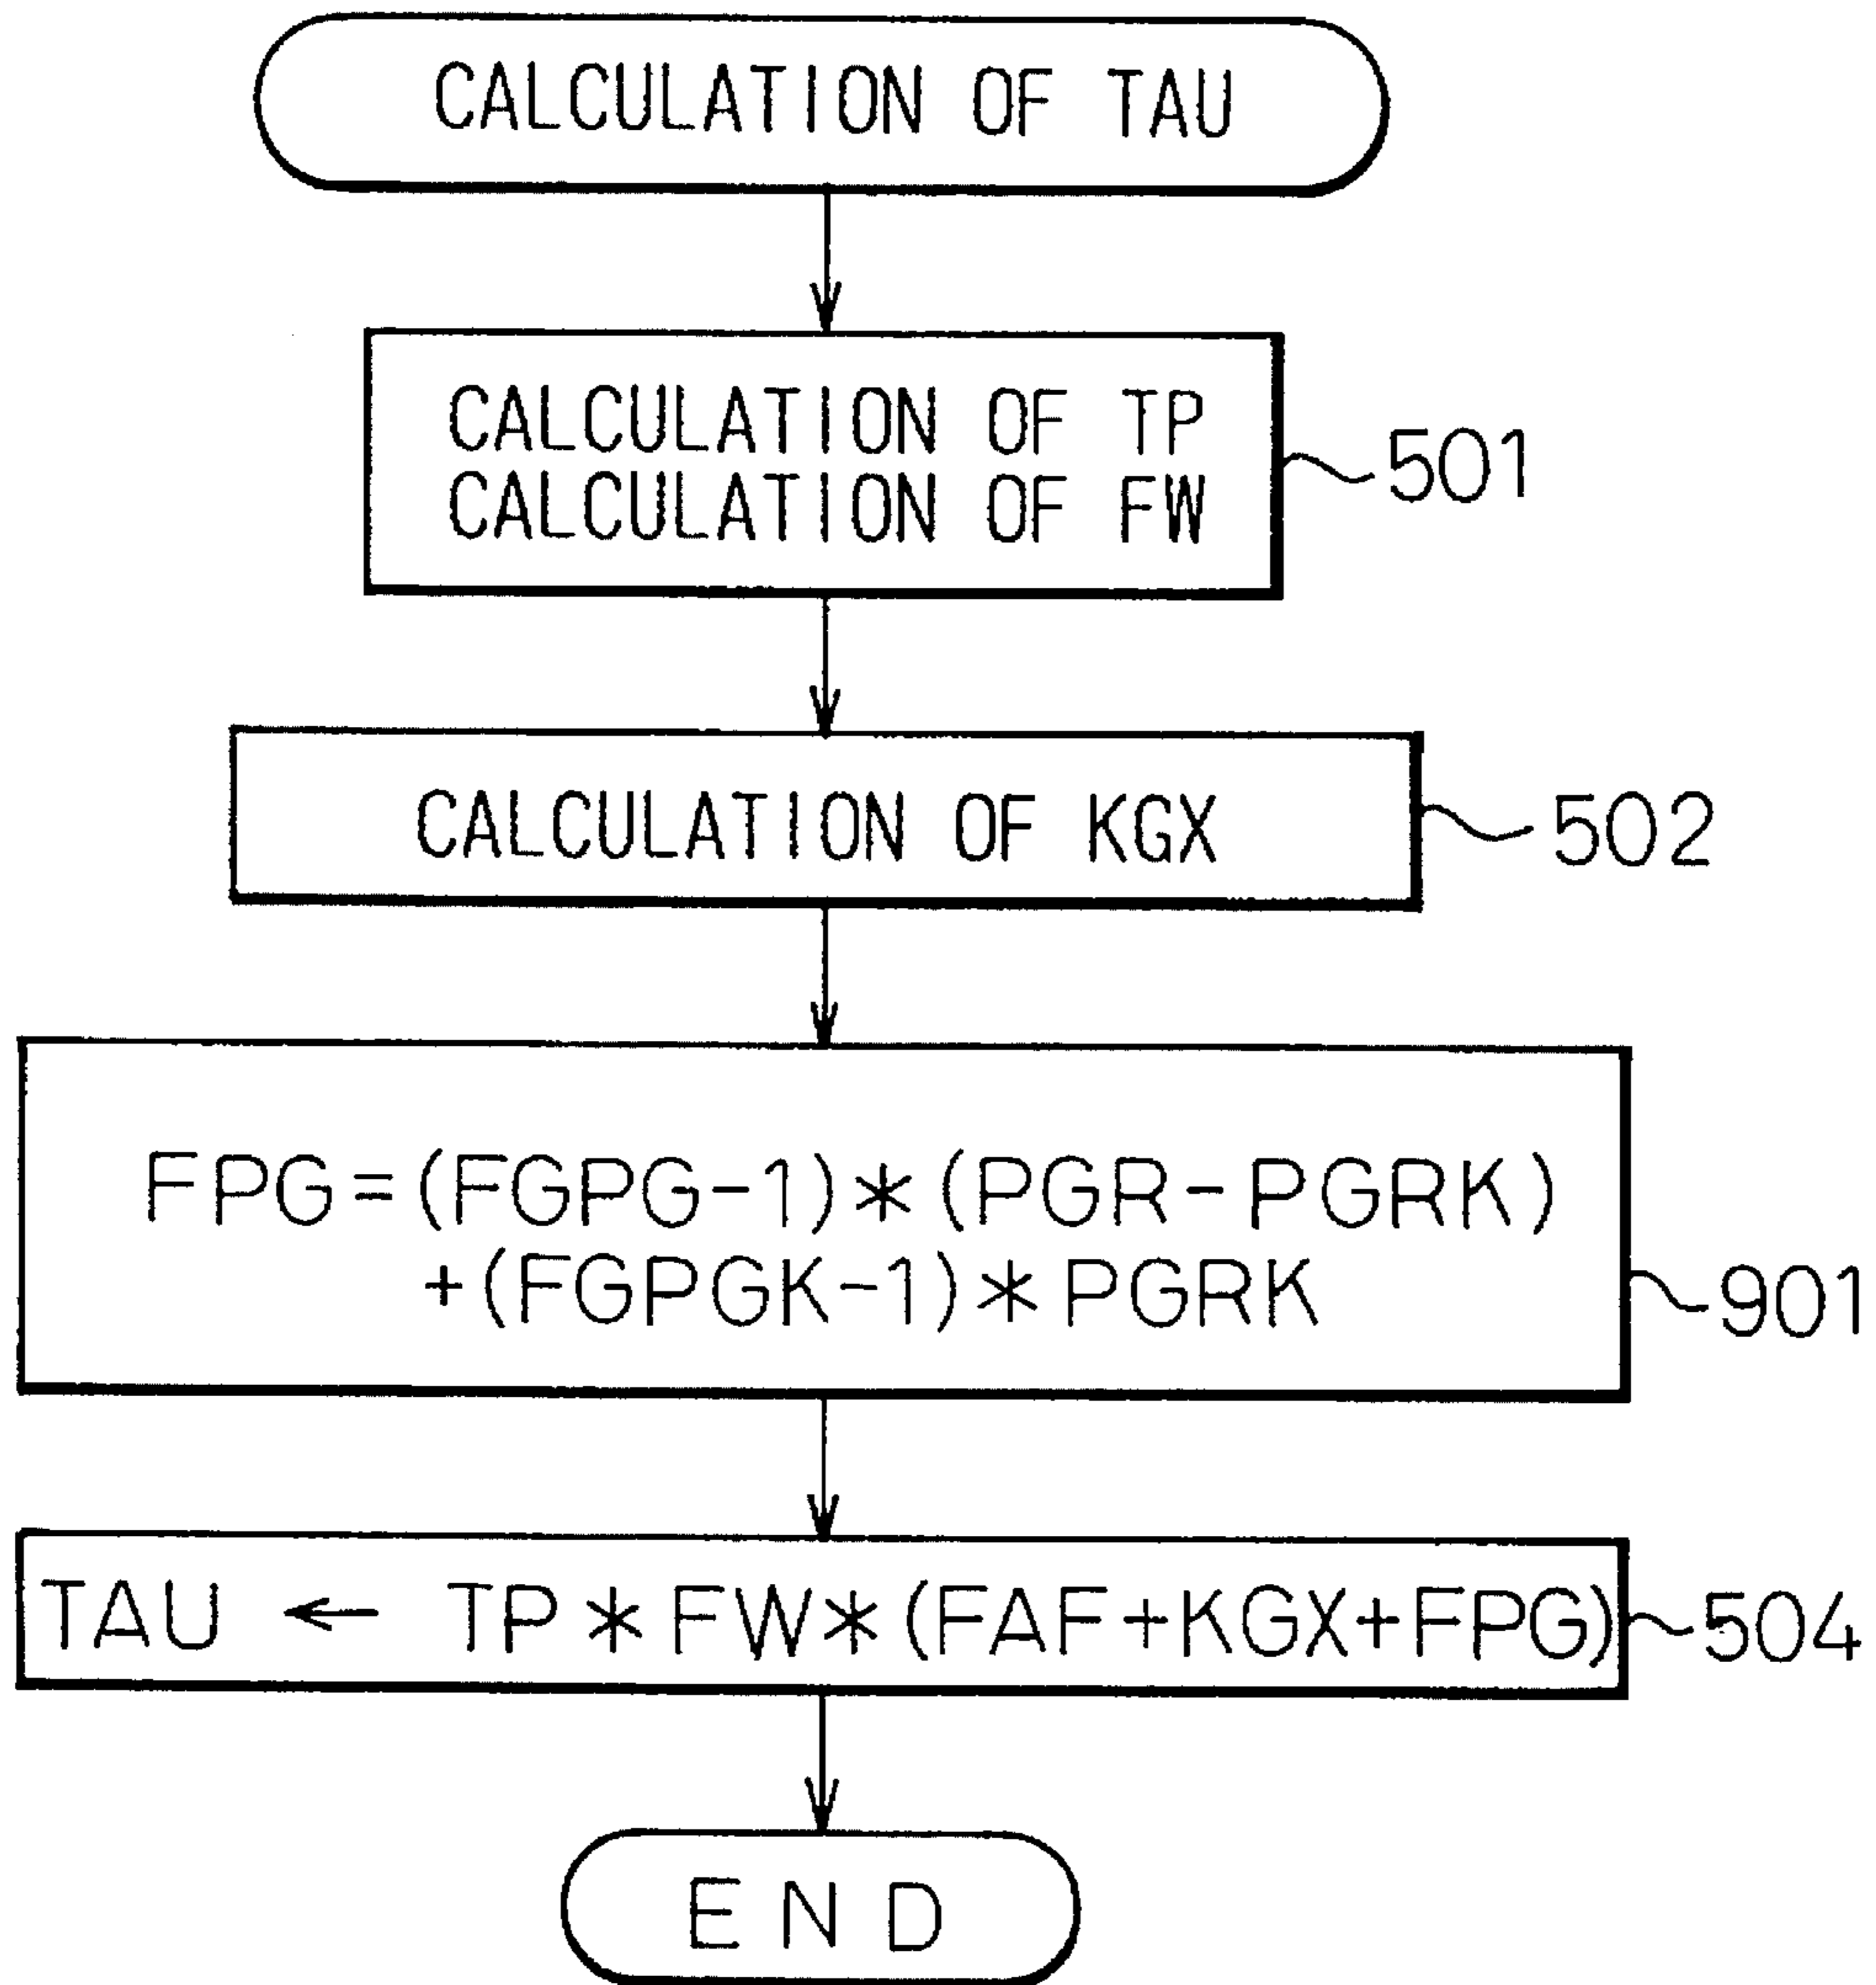 CALCULATION OF TAU
CALCULATION OF TP
CALCULATION OF FW
501
CALCULATION OF KGX
502
FPG=(FGPG-1)*(PGR-PGRK)
+(FGPGK-1)*PGRK
901
TAU ← TP*FW*(FAF+KGX+FPG)
504
END